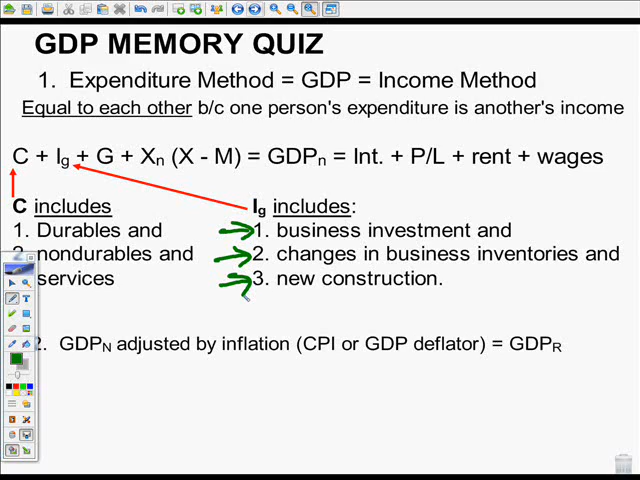 GDP MEMORY QUIZ
1. Expenditure Method = GDP = Income Method
Equal to each other b/c one person's expenditure is another's income
C + Ig + G + Xn (X - M) = GDPn = Int. + P/L + rent + wages
C includes
1. Durables and
nondurables and
services
Ig includes:
1. business investment and
2. changes in business inventories and
3. new construction.
2. GDPN adjusted by inflation (CPI or GDP deflator) = GDPR